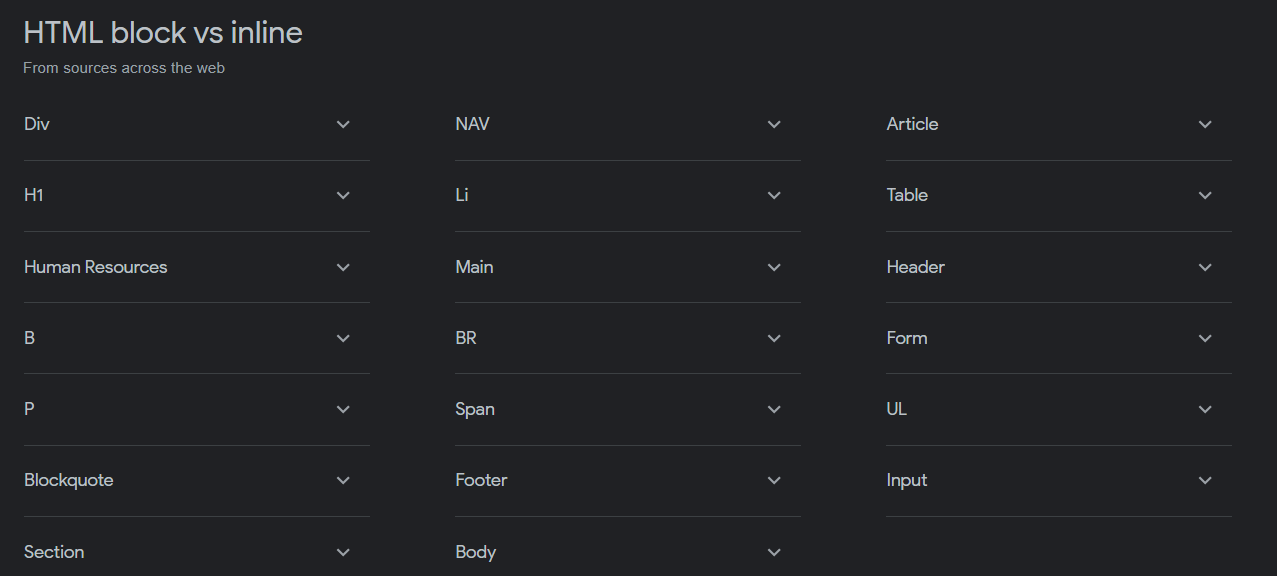 HTML block vs inline
From sources across the web
Div
NAV
Article
H1
Li
Table
Human Resources
Main
Header
B
BR
Form
P
Span
UL
Blockquote
Footer
Input
Section
Body